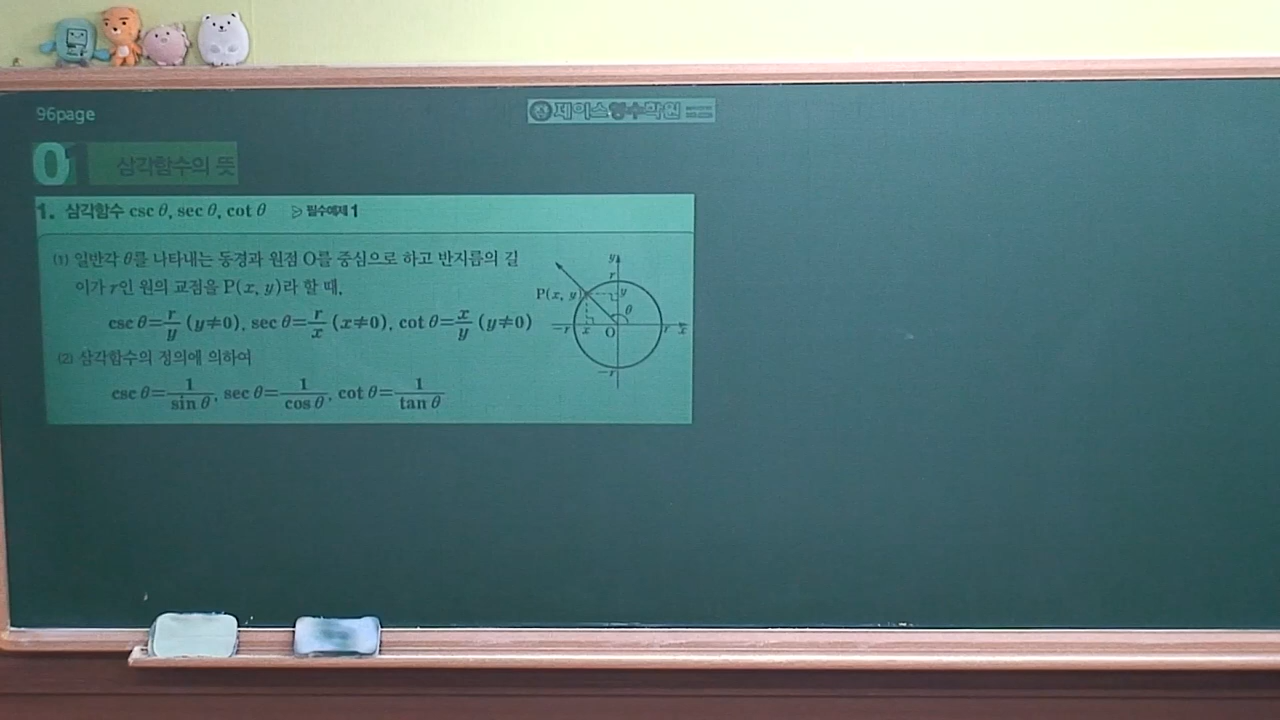 96page
제이스영수학원
01 삼각함수의 뜻
1. 삼각함수 csc θ, sec θ, cot θ ▷ 필수예제 1
(1) 일반각 θ를 나타내는 동경과 원점 O를 중심으로 하고 반지름의 길
이가 r인 원의 교점을 P(x, y)라 할 때,
csc θ=r/y (y≠0), sec θ=r/x (x≠0), cot θ=x/y (y≠0)
(2) 삼각함수의 정의에 의하여
csc θ=1/sin θ, sec θ=1/cos θ, cot θ=1/tan θ
y
r
P(x, y) y
θ
-r x O r x
-r